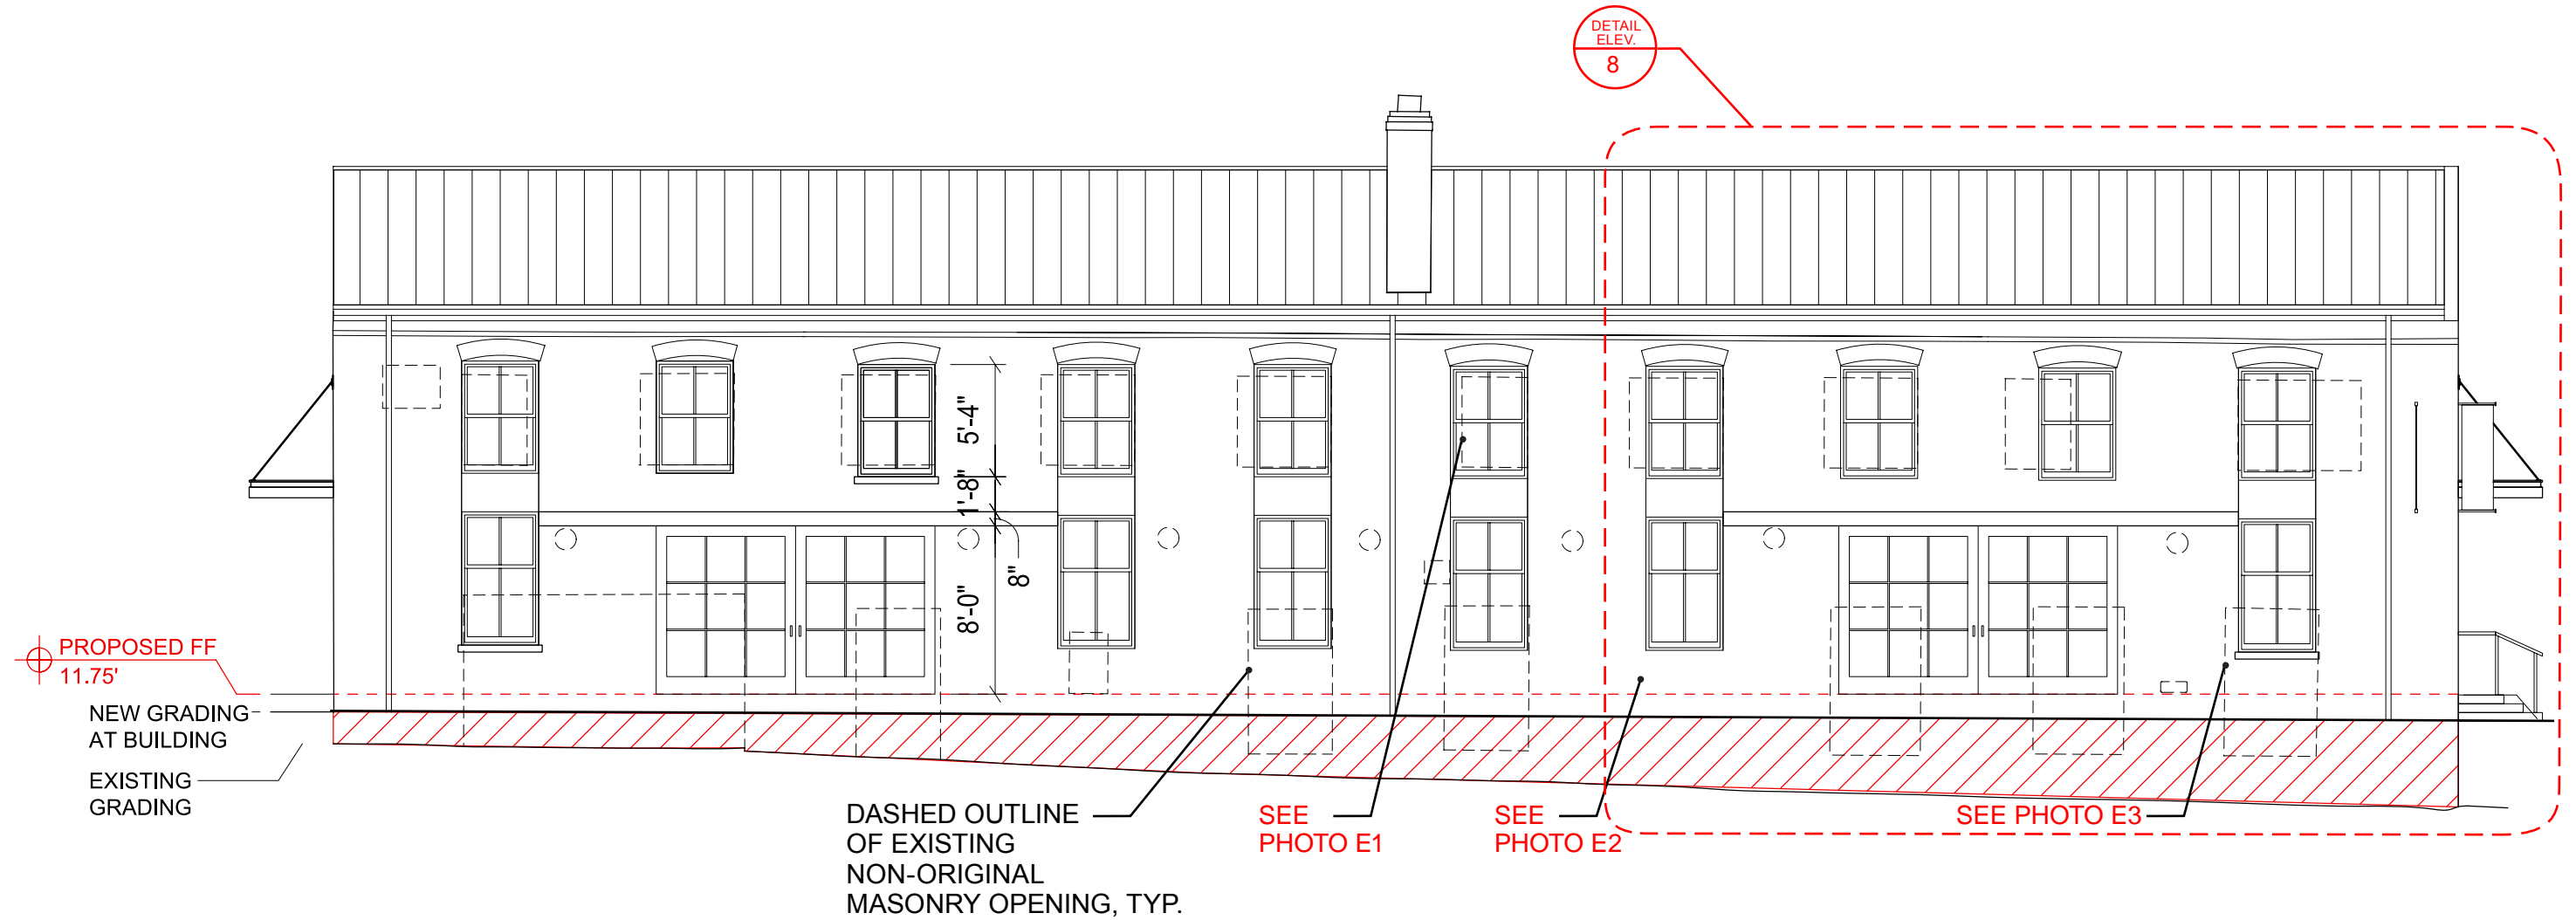 DETAIL
ELEV.
8
5'-4"
1'-8"
8"
8'-0"
PROPOSED FF
11.75'
NEW GRADING
AT BUILDING
EXISTING
GRADING
DASHED OUTLINE
OF EXISTING
NON-ORIGINAL
MASONRY OPENING, TYP.
SEE
PHOTO E1
SEE
PHOTO E2
SEE PHOTO E3